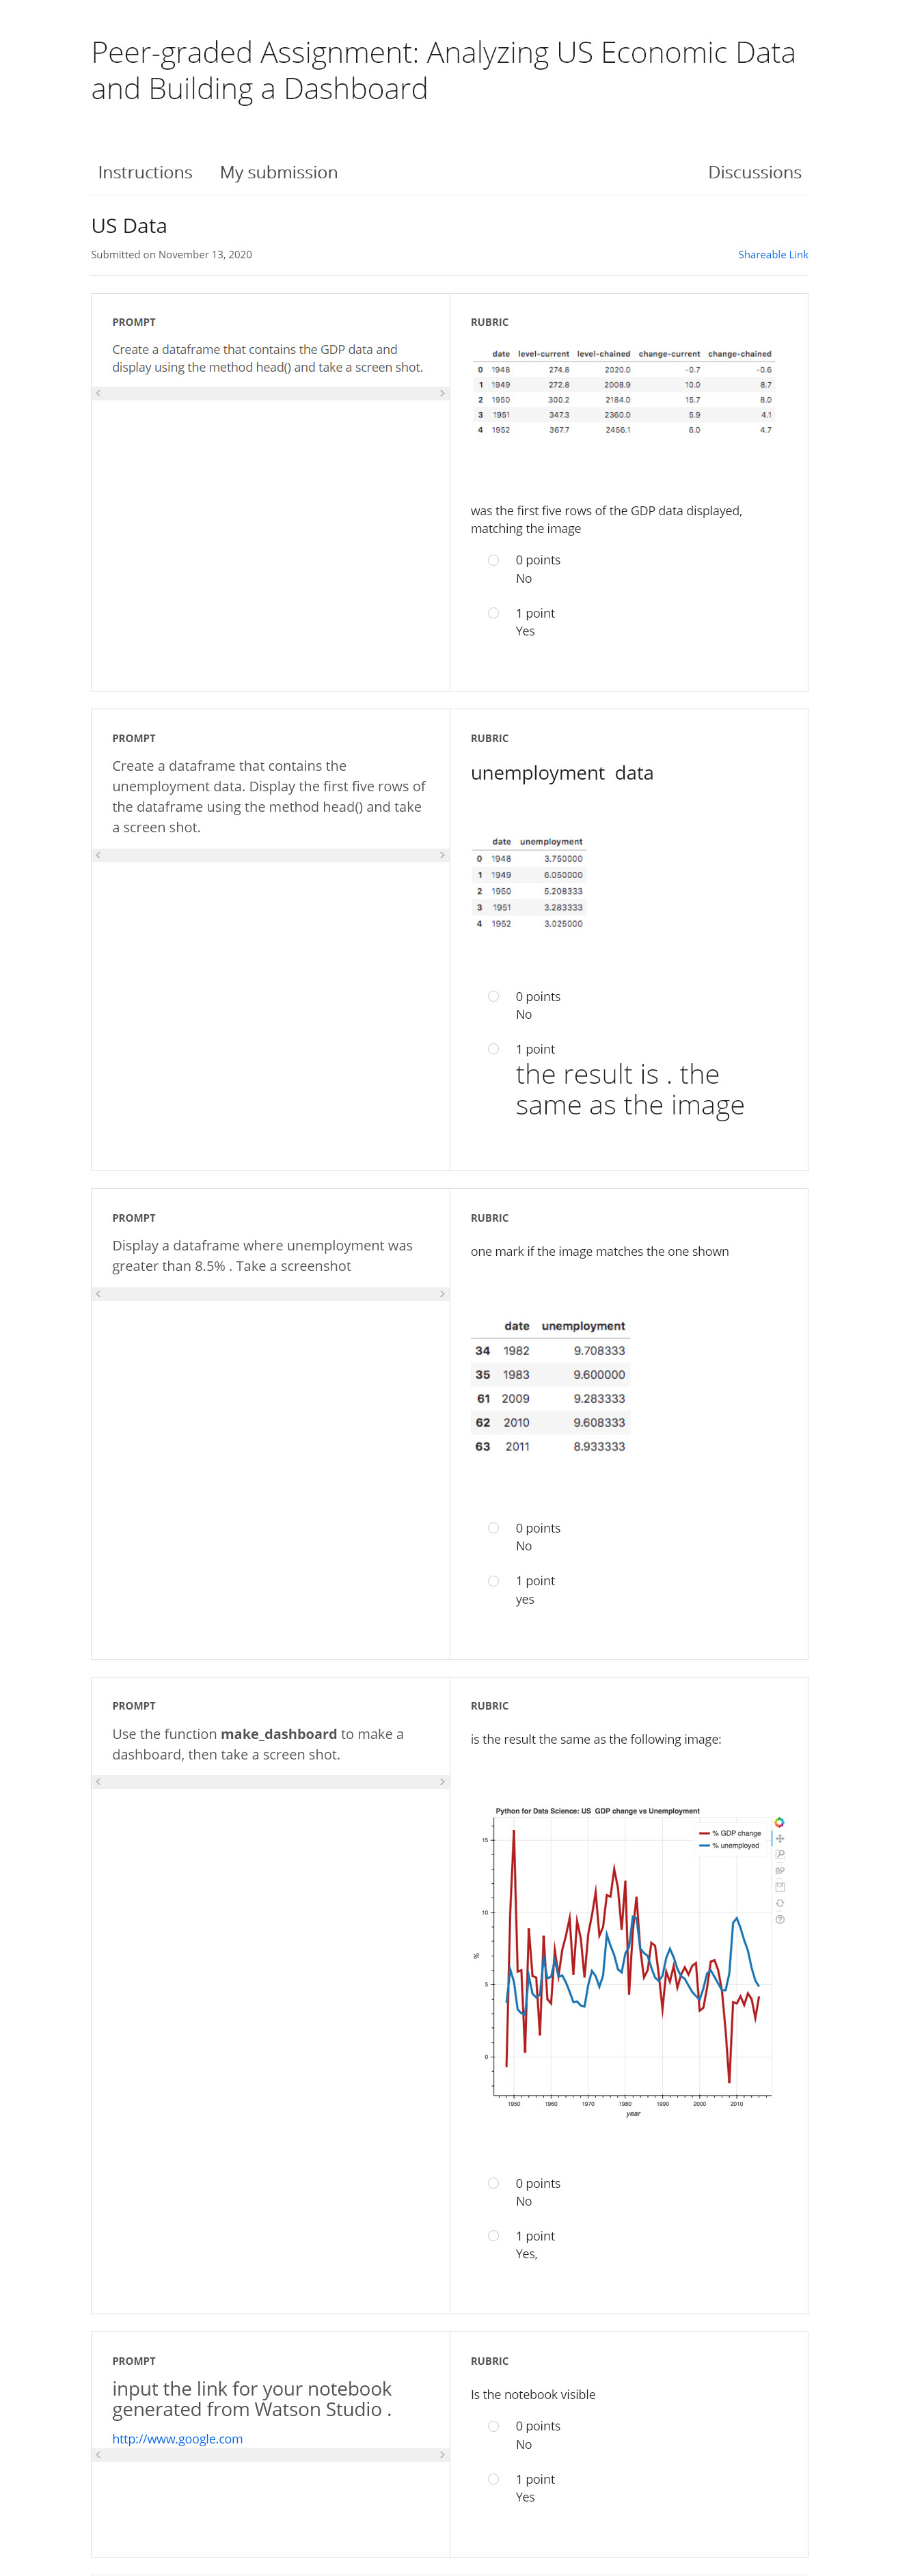 Peer-graded Assignment: Analyzing US Economic Data
and Building a Dashboard
Instructions My submission Discussions
US Data
Submitted on November 13, 2020 Shareable Link
PROMPT
Create a dataframe that contains the GDP data and
display using the method head() and take a screen shot.
RUBRIC
date level-current level-chained change-current change-chained
0 1948 274.8 2020.0 -0.7 -0.6
1 1949 272.8 2008.9 10.0 8.7
2 1950 300.2 2184.0 15.7 8.0
3 1951 347.3 2360.0 5.9 4.1
4 1952 367.7 2456.1 6.0 4.7
was the first five rows of the GDP data displayed,
matching the image
0 points
No
1 point
Yes
PROMPT
Create a dataframe that contains the
unemployment data. Display the first five rows of
the dataframe using the method head() and take
a screen shot.
RUBRIC
unemployment data
date unemployment
0 1948 3.750000
1 1949 6.050000
2 1950 5.208333
3 1951 3.283333
4 1952 3.025000
0 points
No
1 point
the result is . the
same as the image
PROMPT
Display a dataframe where unemployment was
greater than 8.5% . Take a screenshot
RUBRIC
one mark if the image matches the one shown
date unemployment
34 1982 9.708333
35 1983 9.600000
61 2009 9.283333
62 2010 9.608333
63 2011 8.933333
0 points
No
1 point
yes
PROMPT
Use the function make_dashboard to make a
dashboard, then take a screen shot.
RUBRIC
is the result the same as the following image:
Python for Data Science: US GDP change vs Unemployment
% GDP change
% unemployed
15
10
%
5
0
1950 1960 1970 1980 1990 2000 2010
year
0 points
No
1 point
Yes,
PROMPT
input the link for your notebook
generated from Watson Studio .
http://www.google.com
RUBRIC
Is the notebook visible
0 points
No
1 point
Yes